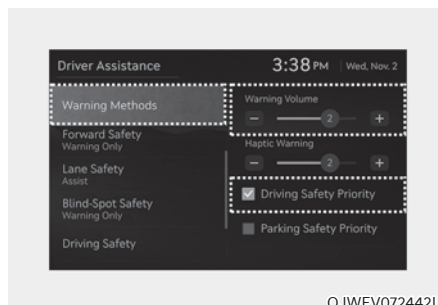 Driver Assistance 3:38 PM Wed, Nov. 2
Warning Methods
Forward Safety
Warning Only
Lane Safety
Assist
Blind-Spot Safety
Warning Only
Driving Safety
Warning Volume
− 2 +
Haptic Warning
− 2 +
Driving Safety Priority
Parking Safety Priority